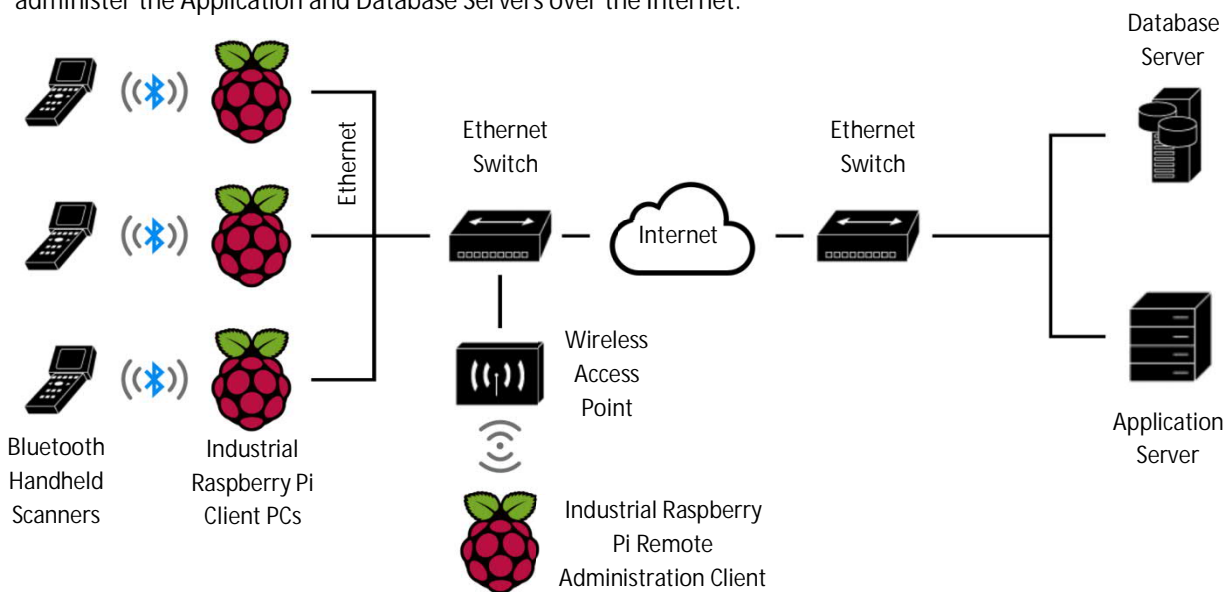 administer the Application and Database Servers over the Internet.
Database
Server
Ethernet
Ethernet
Switch
Ethernet
Switch
Internet
Wireless
Access
Point
Application
Server
Bluetooth
Handheld
Scanners
Industrial
Raspberry Pi
Client PCs
Industrial Raspberry
Pi Remote
Administration Client